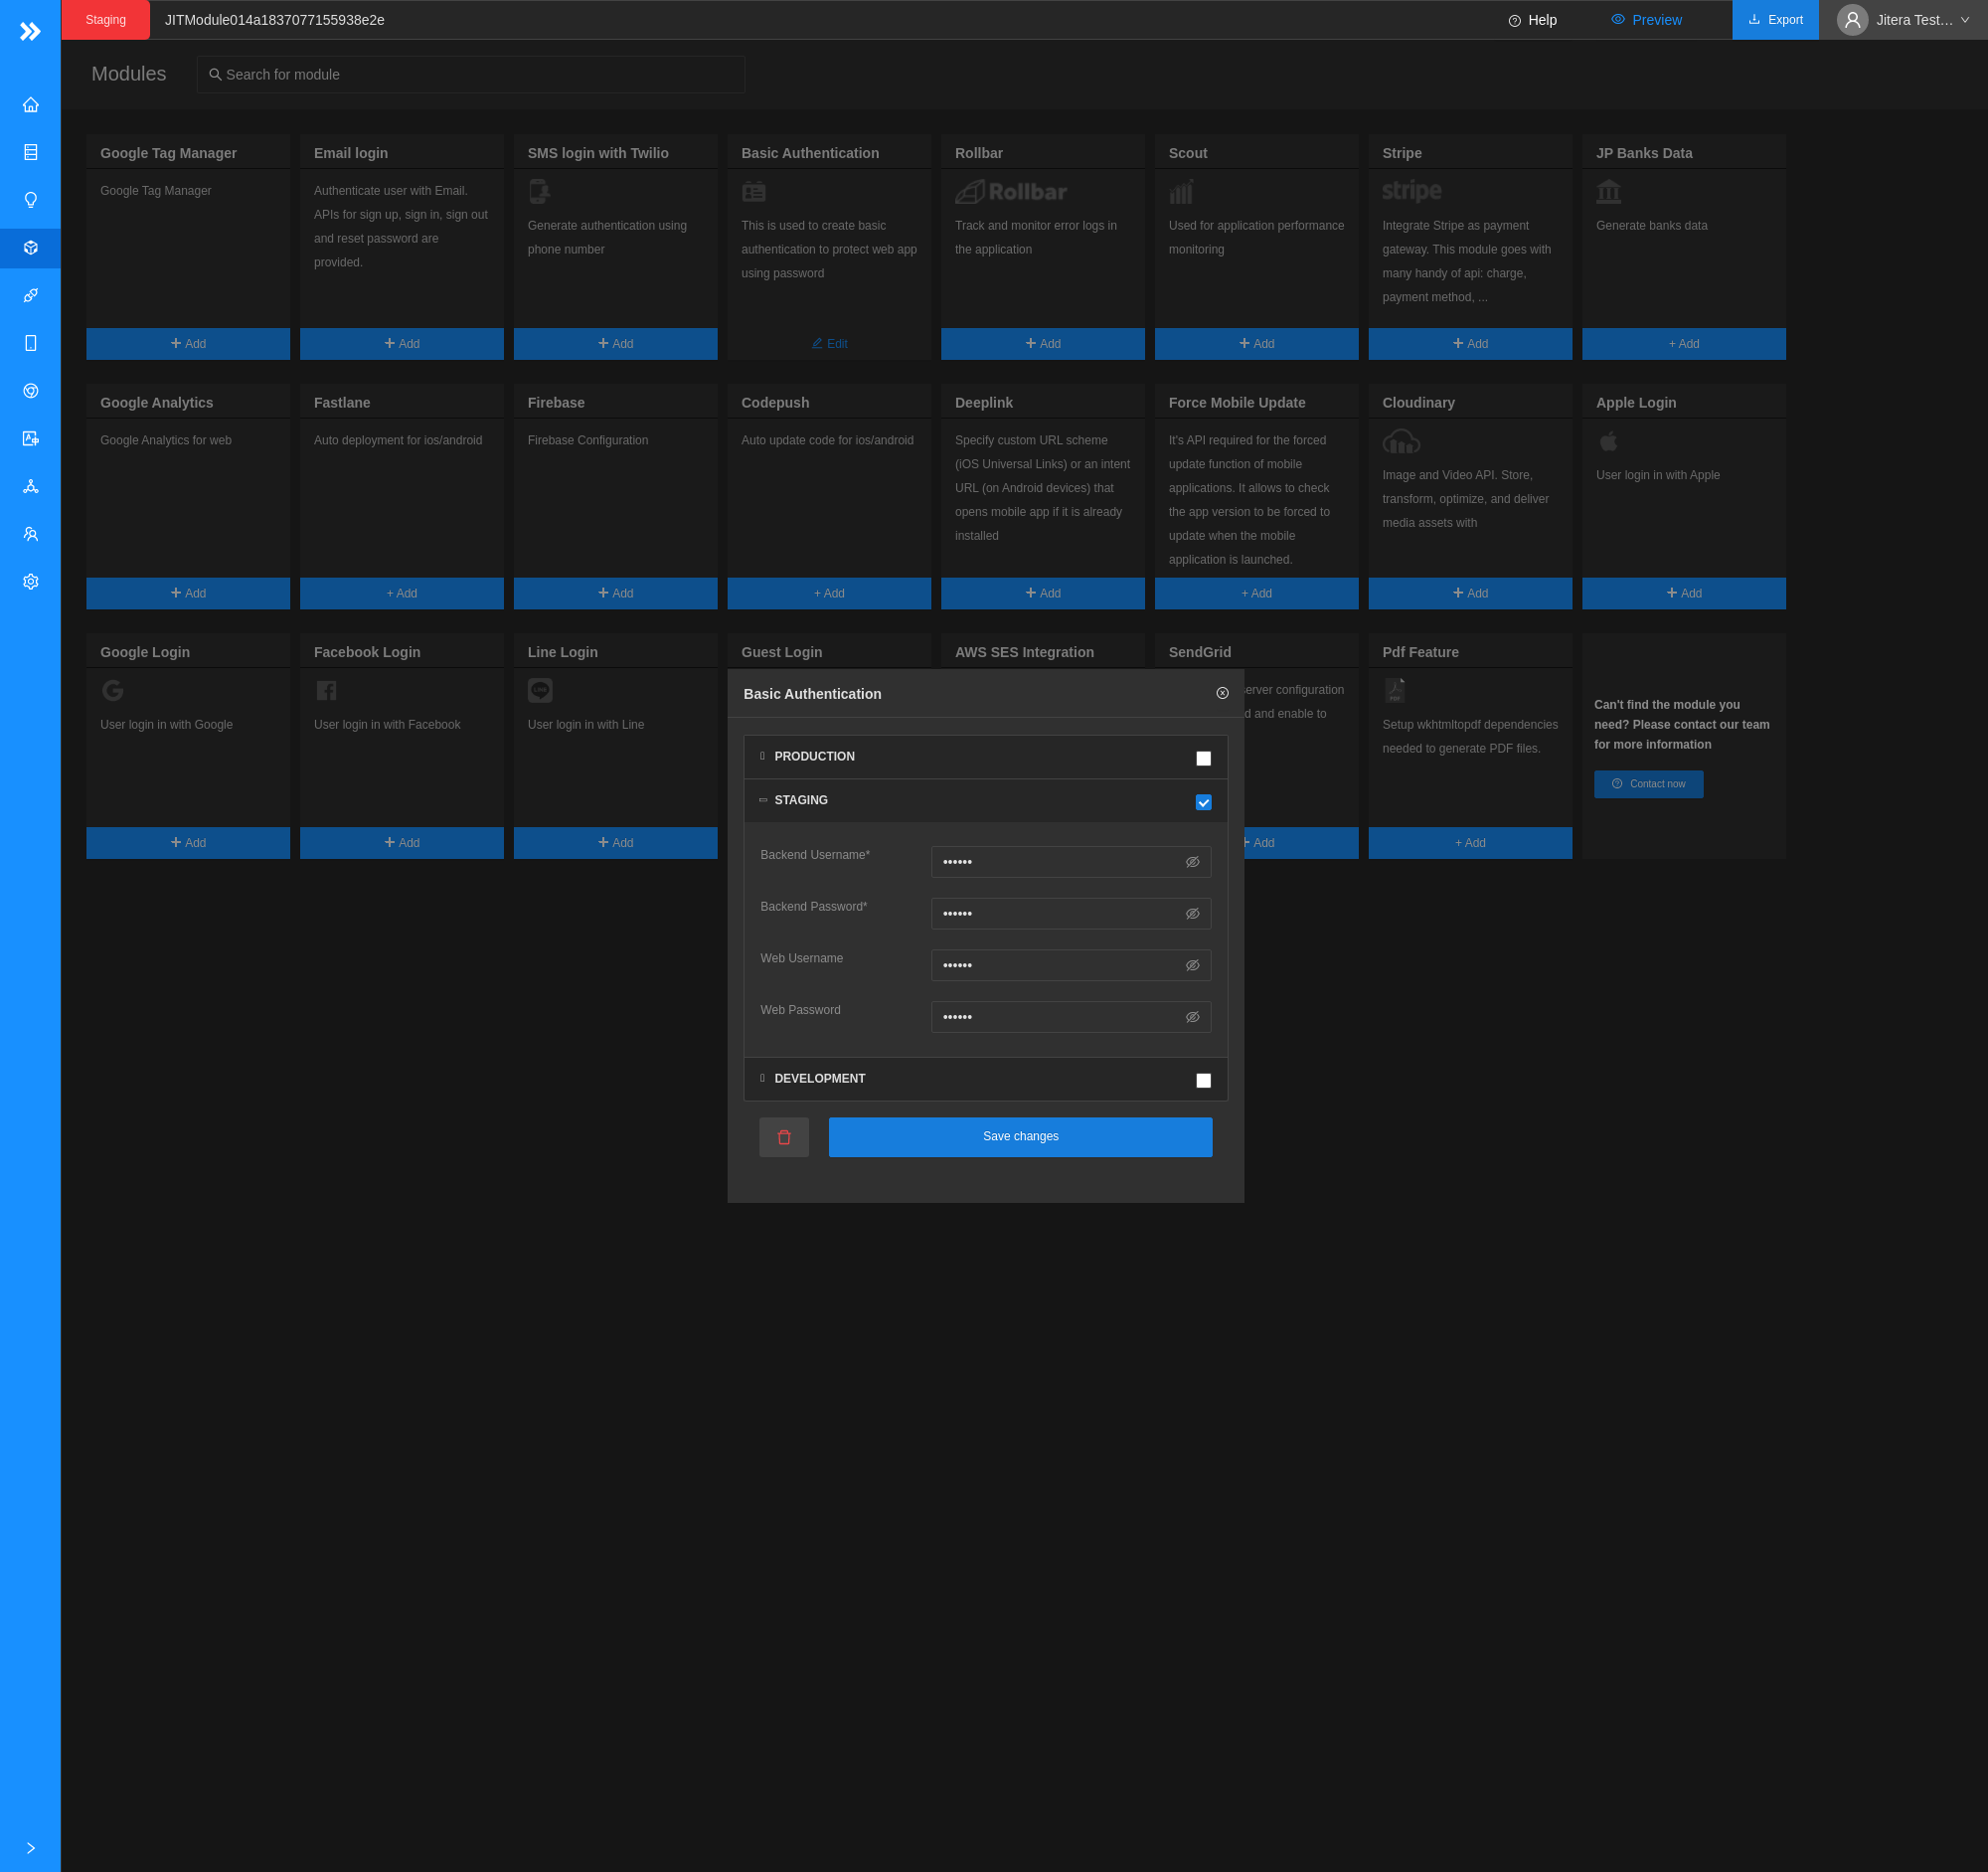 Staging
JITModule014a1837077155938e2e
Help
Preview
Export
Jitera Test…
Modules
Search for module
Google Tag Manager
Google Tag Manager
Add
Email login
Authenticate user with Email.
APIs for sign up, sign in, sign out
and reset password are
provided.
Add
SMS login with Twilio
Generate authentication using
phone number
Add
Basic Authentication
This is used to create basic
authentication to protect web app
using password
Edit
Rollbar
Rollbar
Track and monitor error logs in
the application
Add
Scout
Used for application performance
monitoring
Add
Stripe
stripe
Integrate Stripe as payment
gateway. This module goes with
many handy of api: charge,
payment method, ...
Add
JP Banks Data
Generate banks data
+ Add
Google Analytics
Google Analytics for web
Add
Fastlane
Auto deployment for ios/android
+ Add
Firebase
Firebase Configuration
Add
Codepush
Auto update code for ios/android
+ Add
Deeplink
Specify custom URL scheme
(iOS Universal Links) or an intent
URL (on Android devices) that
opens mobile app if it is already
installed
Add
Force Mobile Update
It's API required for the forced
update function of mobile
applications. It allows to check
the app version to be forced to
update when the mobile
application is launched.
+ Add
Cloudinary
Image and Video API. Store,
transform, optimize, and deliver
media assets with
Add
Apple Login
User login in with Apple
Add
Google Login
User login in with Google
Add
Facebook Login
User login in with Facebook
Add
Line Login
LINE
User login in with Line
Add
Guest Login
AWS SES Integration
SendGrid
server configuration
and enable to
Add
Pdf Feature
PDF
Setup wkhtmltopdf dependencies
needed to generate PDF files.
+ Add
Can't find the module you
need? Please contact our team
for more information
Contact now
Basic Authentication
PRODUCTION
STAGING
Backend Username*
••••••
Backend Password*
••••••
Web Username
••••••
Web Password
••••••
DEVELOPMENT
Save changes